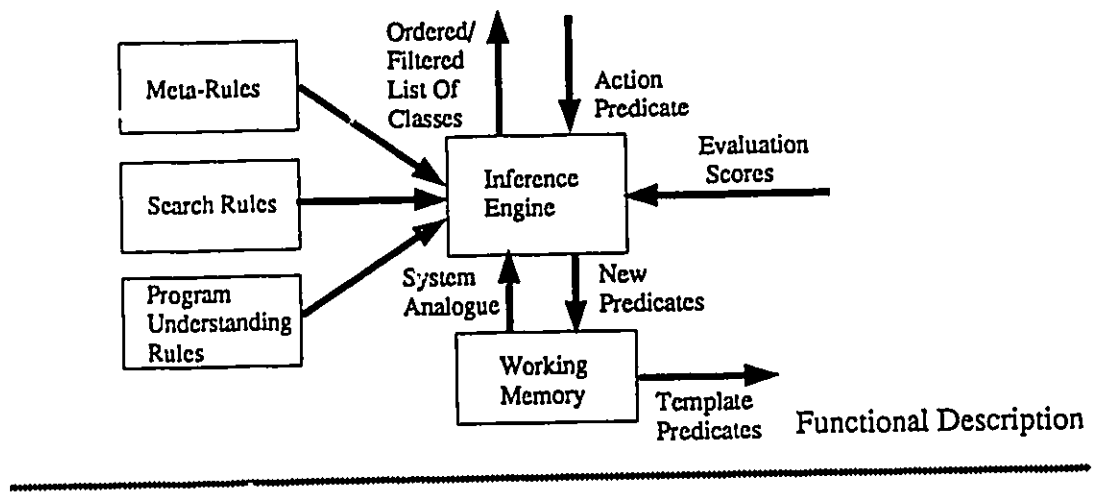 Ordered/
Filtered
List Of
Classes
Action
Predicate
Meta-Rules
Evaluation
Scores
Inference
Engine
Search Rules
System
Analogue
New
Predicates
Program
Understanding
Rules
Working
Memory
Template
Predicates
Functional Description